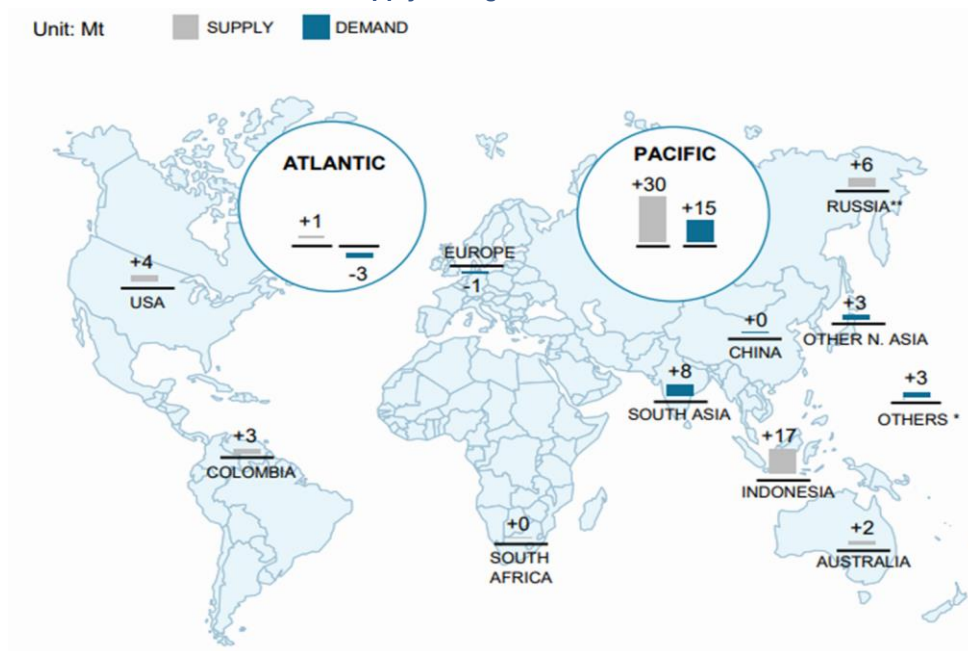 Unit: Mt
SUPPLY
DEMAND
ATLANTIC
+1
-3
PACIFIC
+30
+15
+6
RUSSIA**
+4
USA
EUROPE
-1
+3
OTHER N. ASIA
+0
CHINA
+8
SOUTH ASIA
+3
OTHERS *
+3
COLOMBIA
+17
INDONESIA
+0
SOUTH
AFRICA
+2
AUSTRALIA